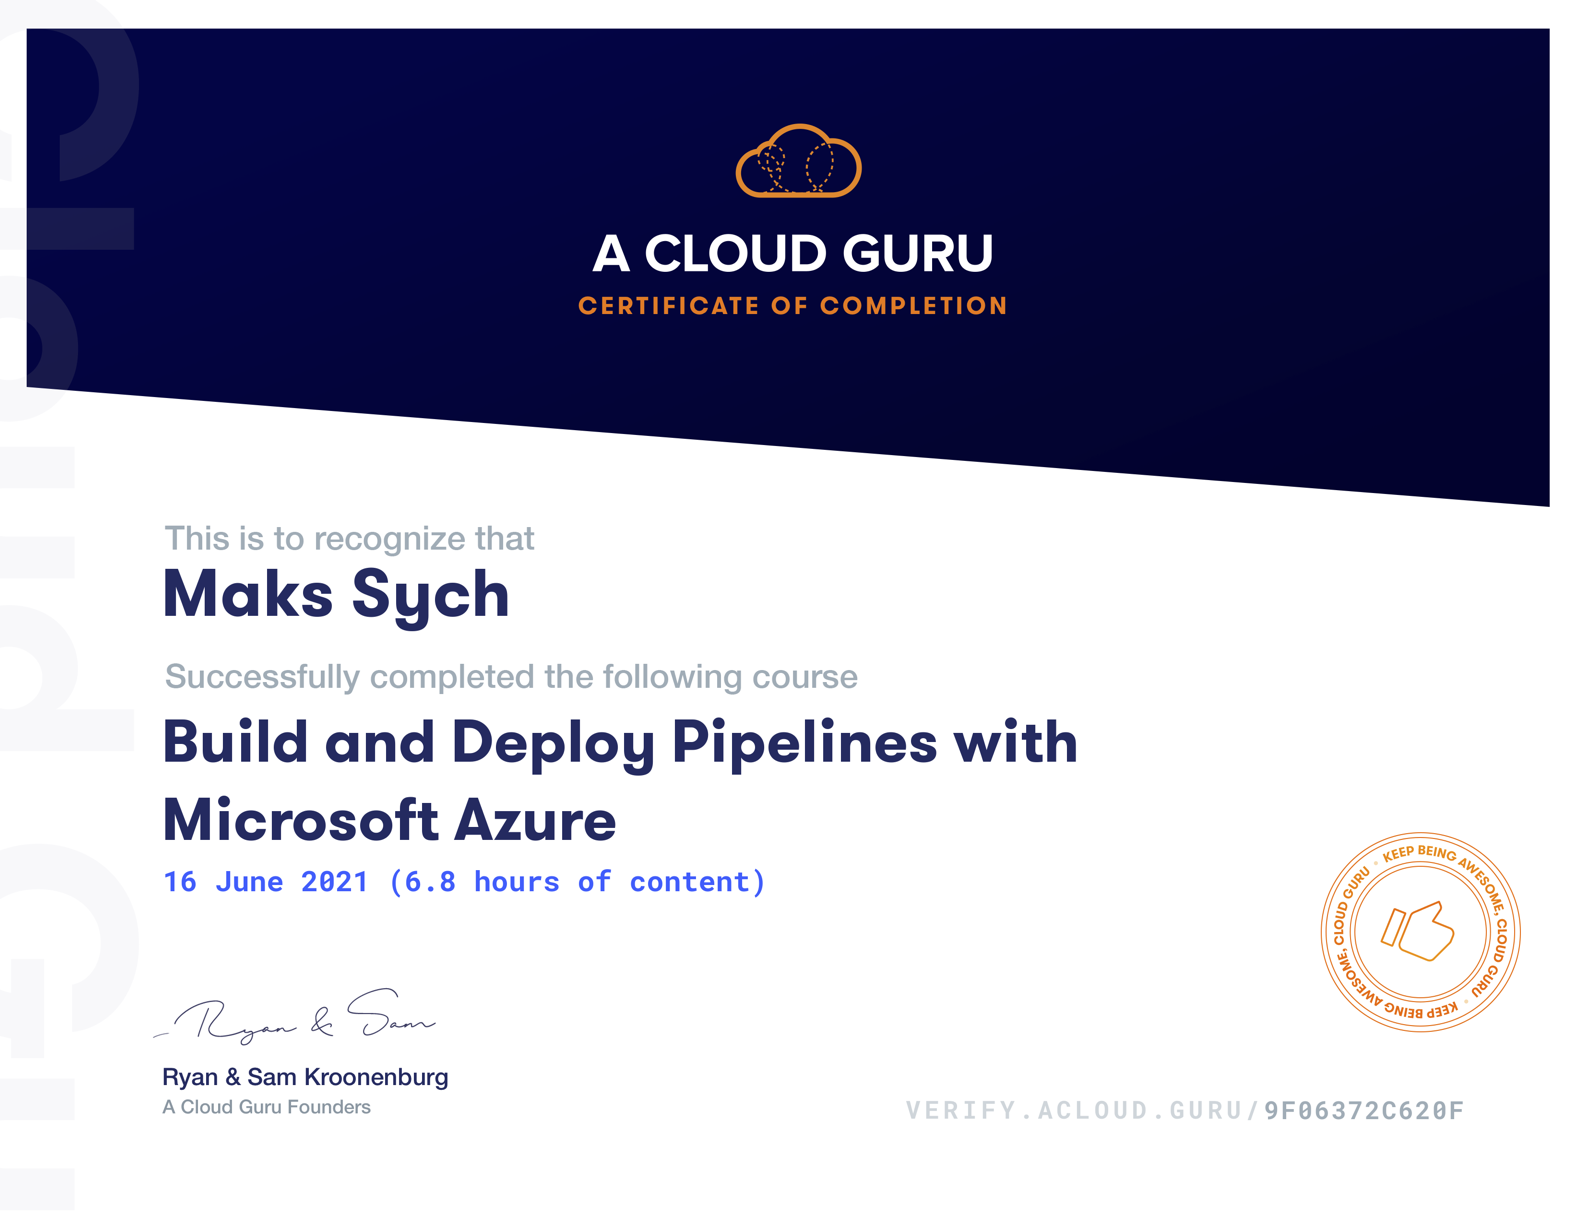 A CLOUD GURU
CERTIFICATE OF COMPLETION
This is to recognize that
Maks Sych
Successfully completed the following course
Build and Deploy Pipelines with
Microsoft Azure
16 June 2021 (6.8 hours of content)
KEEP BEING AWESOME, CLOUD GURU
KEEP BEING AWESOME, CLOUD GURU
Ryan & Sam
Ryan & Sam Kroonenburg
A Cloud Guru Founders
VERIFY.ACLOUD.GURU/9F06372C620F
Cloud Gu